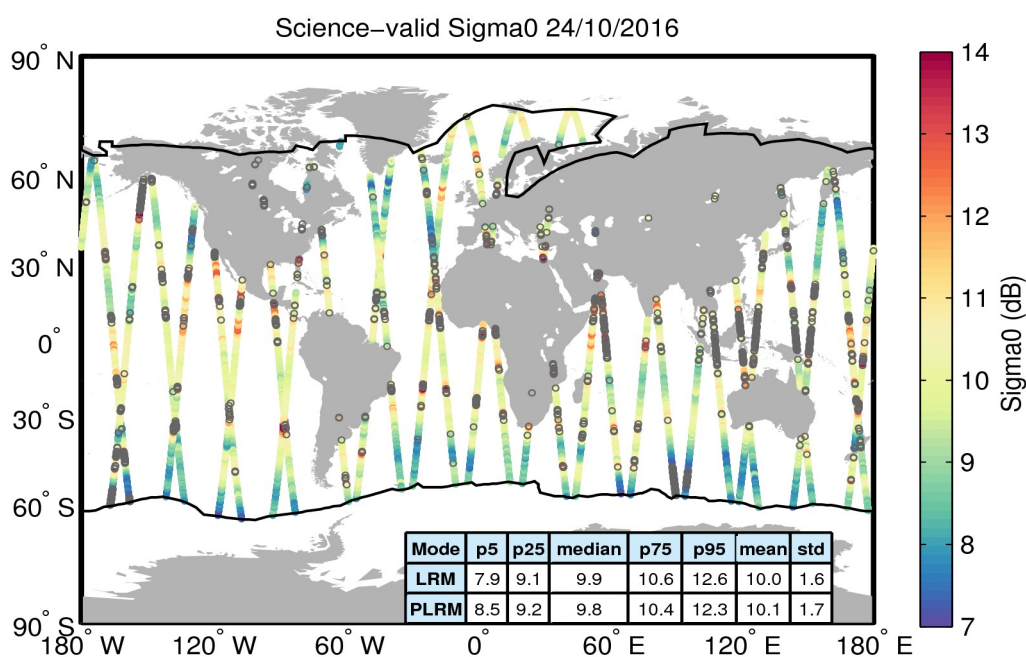 Science−valid Sigma0 24/10/2016
90° N
60° N
30° N
0°
30° S
60° S
90° S
180° W
120° W
60° W
0°
60° E
120° E
180° E
Mode p5 p25 median p75 p95 mean std
LRM 7.9 9.1 9.9 10.6 12.6 10.0 1.6
PLRM 8.5 9.2 9.8 10.4 12.3 10.1 1.7
14
13
12
11
10
9
8
7
Sigma0 (dB)